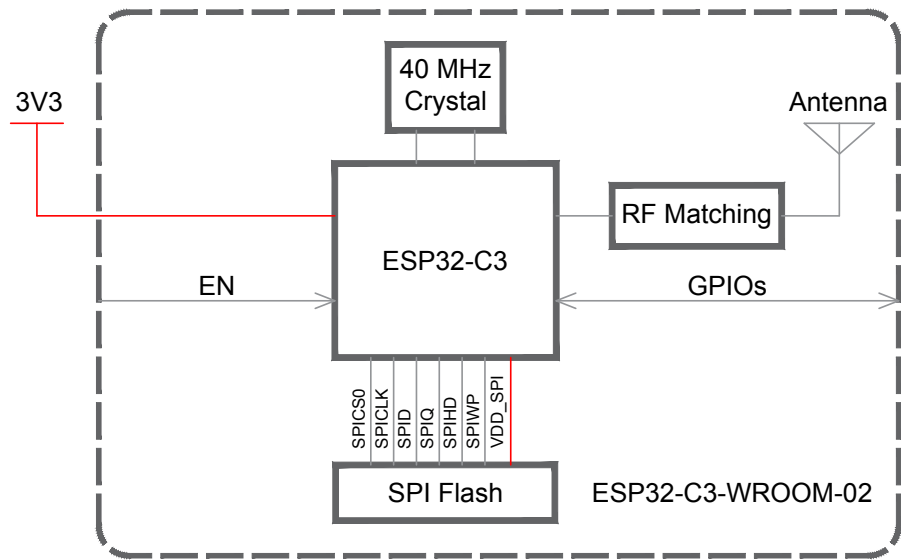 40 MHz
Crystal
3V3
Antenna
RF Matching
ESP32-C3
EN
GPIOs
SPICS0
SPICLK
SPID
SPIQ
SPIHD
SPIWP
VDD_SPI
SPI Flash
ESP32-C3-WROOM-02